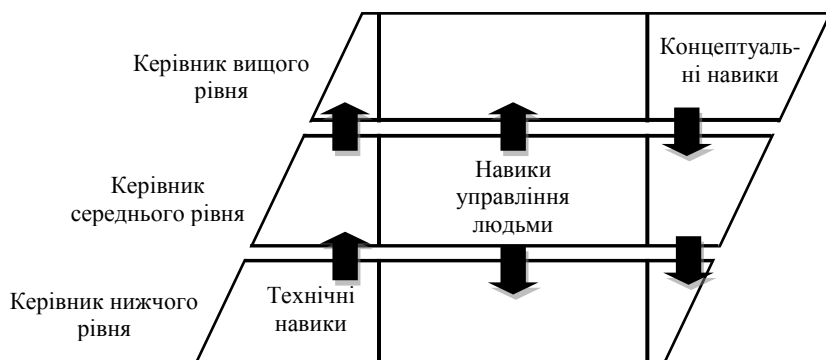 Керівник вищого
рівня
Концептуаль-
ні навики
Керівник
середнього рівня
Навики
управління
людьми
Керівник нижчого
рівня
Технічні
навики